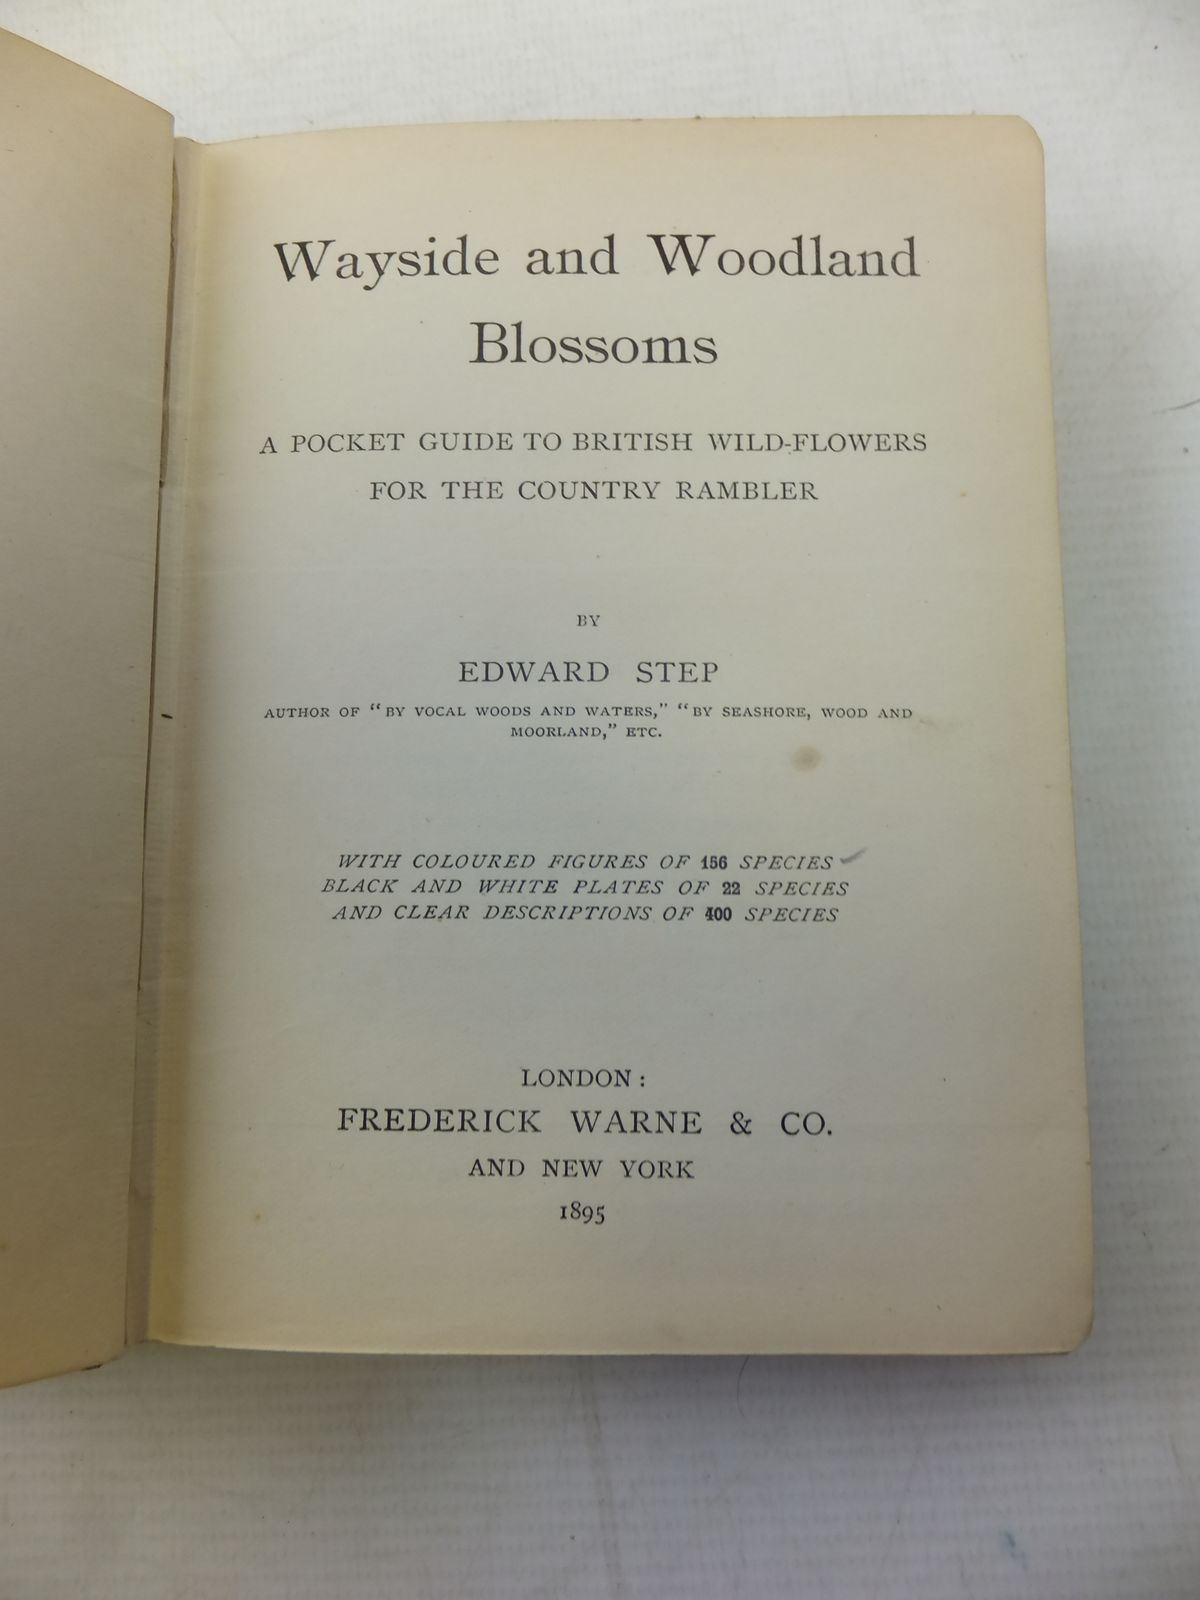 Wayside and Woodland
Blossoms
A POCKET GUIDE TO BRITISH WILD-FLOWERS
FOR THE COUNTRY RAMBLER
BY
EDWARD STEP
AUTHOR OF “BY VOCAL WOODS AND WATERS,” “BY SEASHORE, WOOD AND
MOORLAND,” ETC.
WITH COLOURED FIGURES OF 156 SPECIES
BLACK AND WHITE PLATES OF 22 SPECIES
AND CLEAR DESCRIPTIONS OF 400 SPECIES
LONDON:
FREDERICK WARNE & CO.
AND NEW YORK
1895